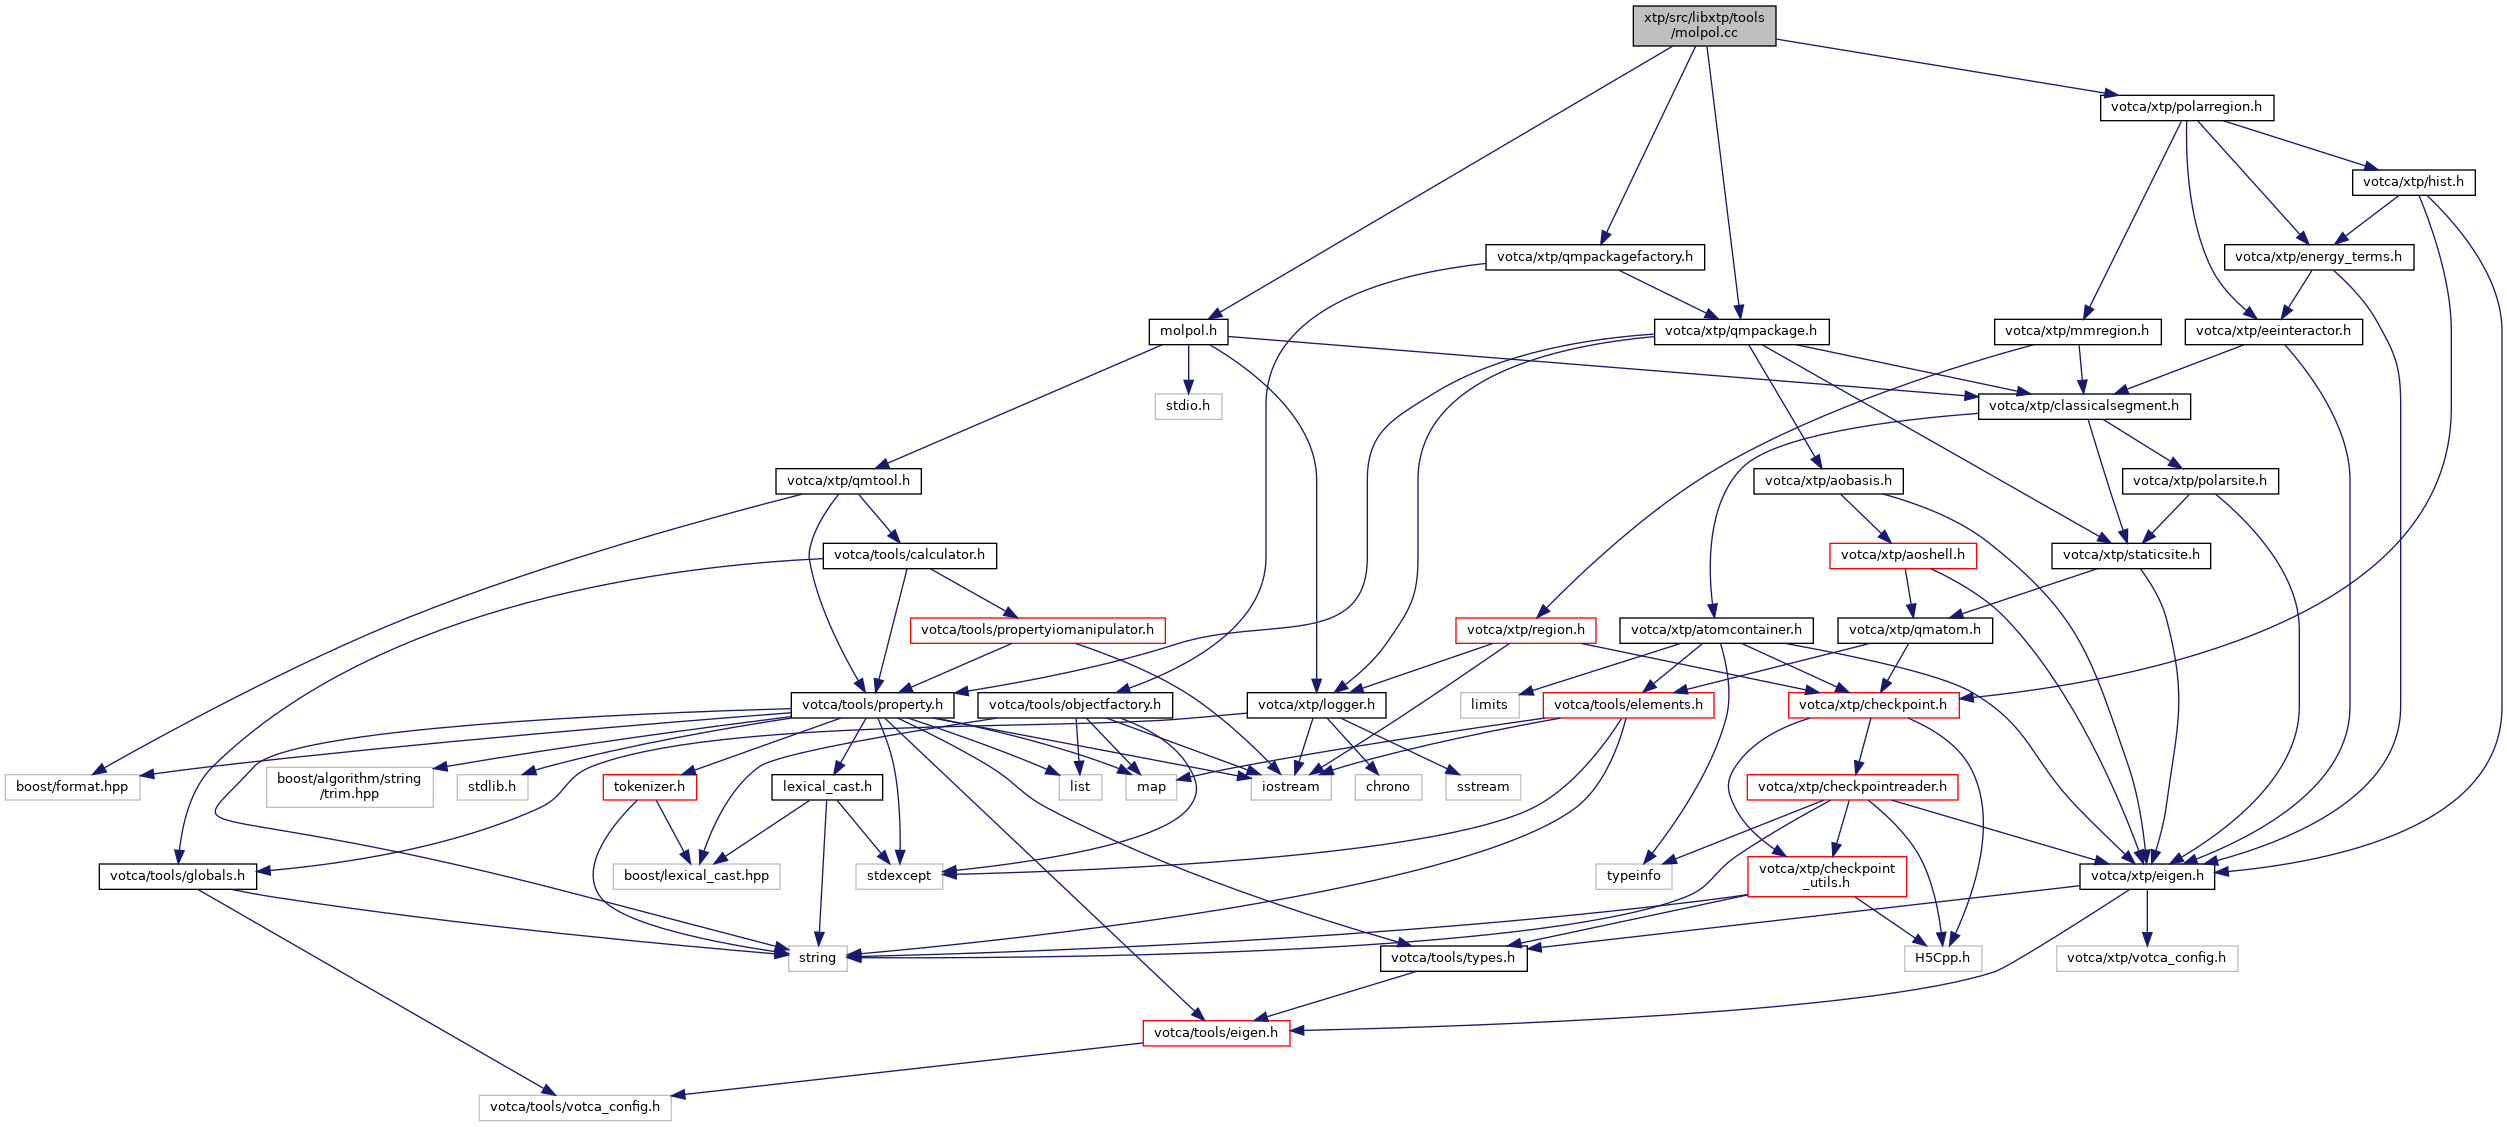 xtp/src/libxtp/tools
/molpol.cc
votca/xtp/polarregion.h
votca/xtp/hist.h
votca/xtp/qmpackagefactory.h
votca/xtp/energy_terms.h
molpol.h
votca/xtp/qmpackage.h
votca/xtp/mmregion.h
votca/xtp/eeinteractor.h
stdio.h
votca/xtp/classicalsegment.h
votca/xtp/qmtool.h
votca/xtp/aobasis.h
votca/xtp/polarsite.h
votca/tools/calculator.h
votca/xtp/aoshell.h
votca/xtp/staticsite.h
votca/tools/propertyiomanipulator.h
votca/xtp/region.h
votca/xtp/atomcontainer.h
votca/xtp/qmatom.h
votca/tools/property.h
votca/tools/objectfactory.h
votca/xtp/logger.h
limits
votca/tools/elements.h
votca/xtp/checkpoint.h
boost/format.hpp
boost/algorithm/string
/trim.hpp
stdlib.h
tokenizer.h
lexical_cast.h
list
map
iostream
chrono
sstream
votca/xtp/checkpointreader.h
votca/tools/globals.h
boost/lexical_cast.hpp
stdexcept
typeinfo
votca/xtp/checkpoint
_utils.h
votca/xtp/eigen.h
string
votca/tools/types.h
H5Cpp.h
votca/xtp/votca_config.h
votca/tools/eigen.h
votca/tools/votca_config.h